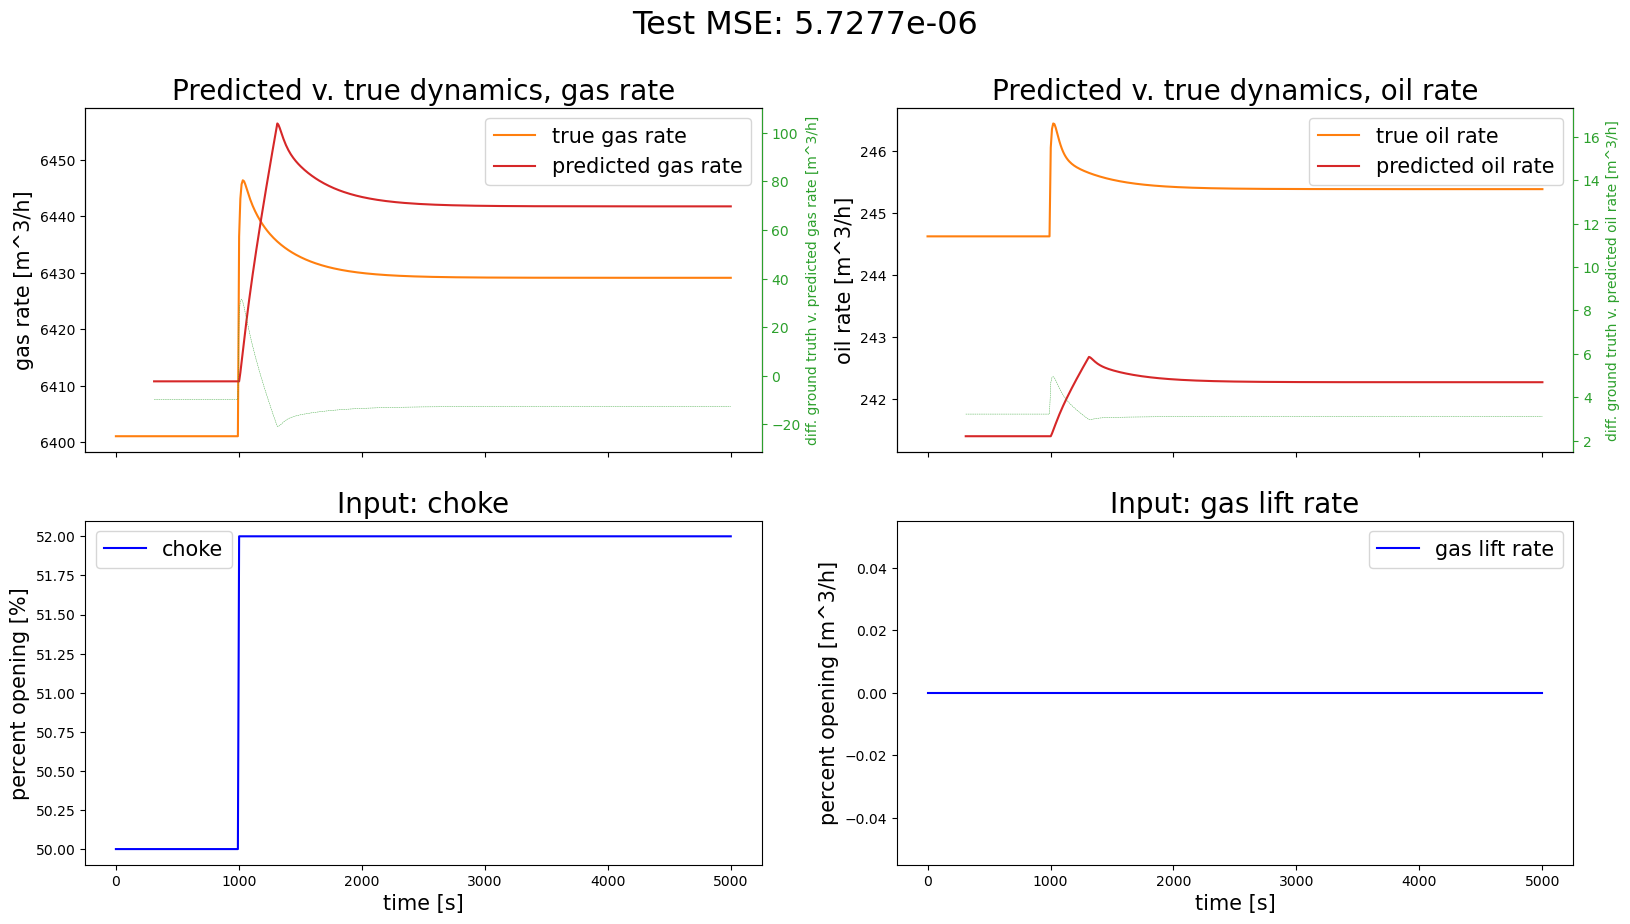 Test MSE: 5.7277e-06
Predicted v. true dynamics, gas rate
true gas rate
predicted gas rate
gas rate [m^3/h]
6450
6440
6430
6420
6410
6400
100
80
60
40
20
0
−20
diff. ground truth v. predicted gas rate [m^3/h]
Predicted v. true dynamics, oil rate
true oil rate
predicted oil rate
oil rate [m^3/h]
246
245
244
243
242
16
14
12
10
8
6
4
2
diff. ground truth v. predicted oil rate [m^3/h]
Input: choke
choke
percent opening [%]
52.00
51.75
51.50
51.25
51.00
50.75
50.50
50.25
50.00
0 1000 2000 3000 4000 5000
time [s]
Input: gas lift rate
gas lift rate
percent opening [m^3/h]
0.04
0.02
0.00
−0.02
−0.04
0 1000 2000 3000 4000 5000
time [s]